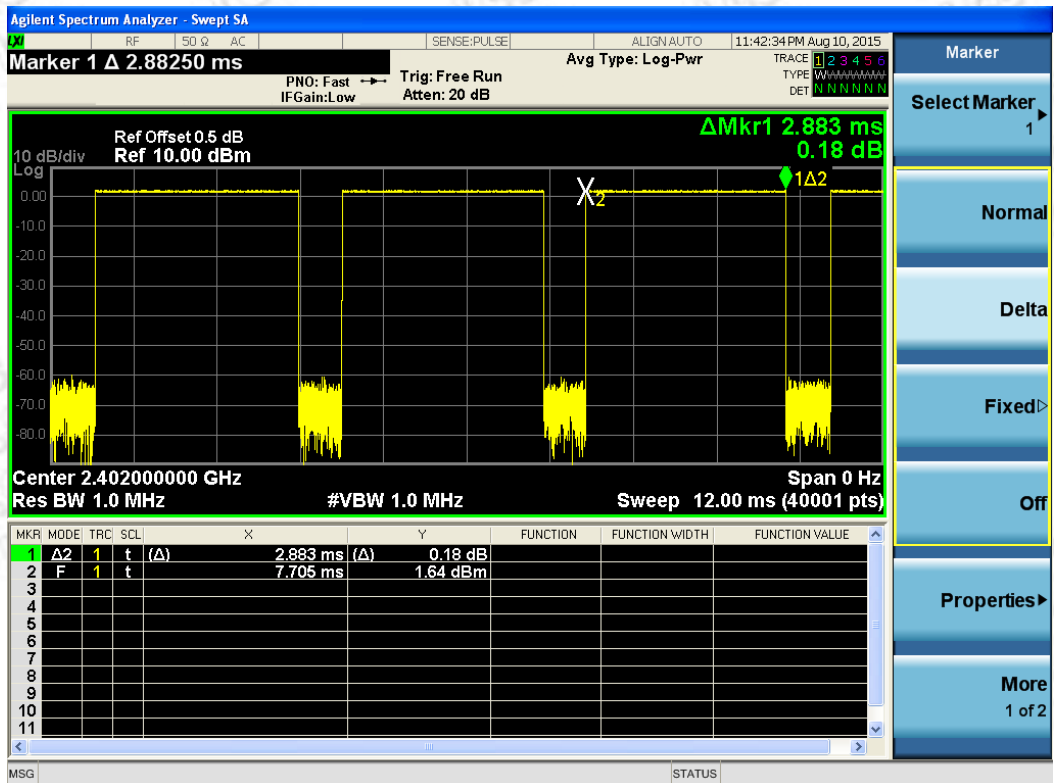 Agilent Spectrum Analyzer - Swept SA
LXI RF 50 Ω AC SENSE:PULSE ALIGN AUTO 11:42:34 PM Aug 10, 2015
Marker 1 Δ 2.88250 ms
PNO: Fast
IFGain:Low
Trig: Free Run
Atten: 20 dB
Avg Type: Log-Pwr
TRACE 1 2 3 4 5 6
TYPE WWWWWW
DET N N N N N N
Ref Offset 0.5 dB
10 dB/div Ref 10.00 dBm
Log
ΔMkr1 2.883 ms
0.18 dB
1Δ2
X2
0.00
-10.0
-20.0
-30.0
-40.0
-50.0
-60.0
-70.0
-80.0
Center 2.402000000 GHz Span 0 Hz
Res BW 1.0 MHz #VBW 1.0 MHz Sweep 12.00 ms (40001 pts)
MKR MODE TRC SCL X Y FUNCTION FUNCTION WIDTH FUNCTION VALUE
1 Δ2 1 t (Δ) 2.883 ms (Δ) 0.18 dB
2 F 1 t 7.705 ms 1.64 dBm
3
4
5
6
7
8
9
10
11
MSG STATUS
Marker
Select Marker
1
Normal
Delta
Fixed
Off
Properties
More
1 of 2